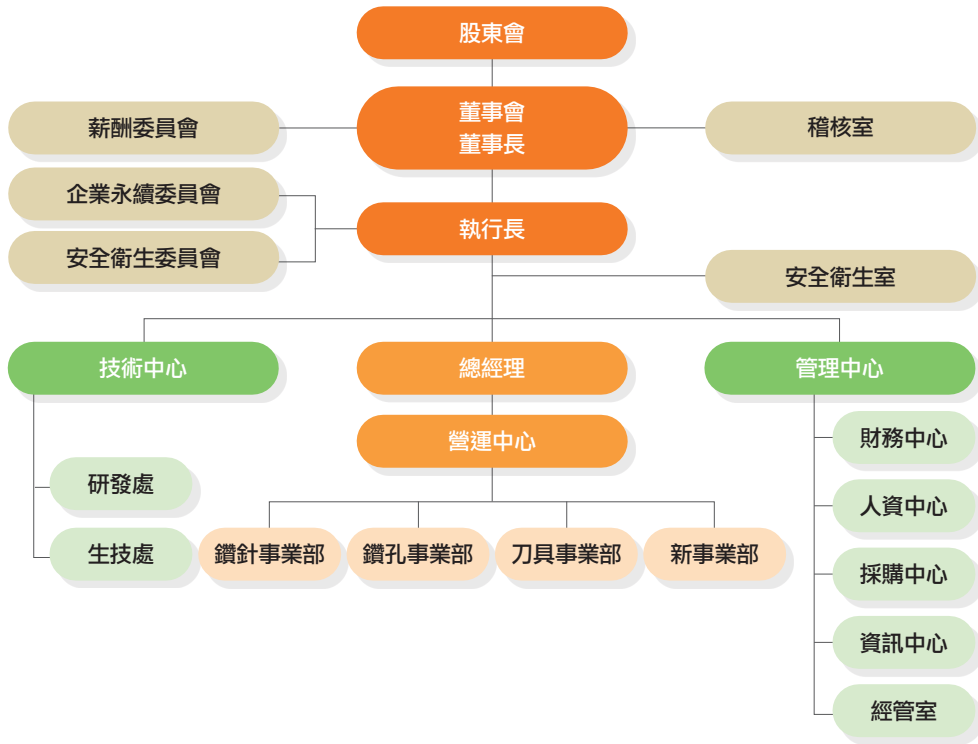 股東會
董事會
董事長
薪酬委員會
稽核室
企業永續委員會
執行長
安全衛生委員會
安全衛生室
技術中心
總經理
管理中心
營運中心
財務中心
研發處
人資中心
生技處
鑽針事業部
鑽孔事業部
刀具事業部
新事業部
採購中心
資訊中心
經管室